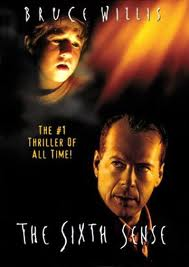 BRUCE WILLIS
THE #1
THRILLER OF
ALL TIME!
THE SIXTH SENSE